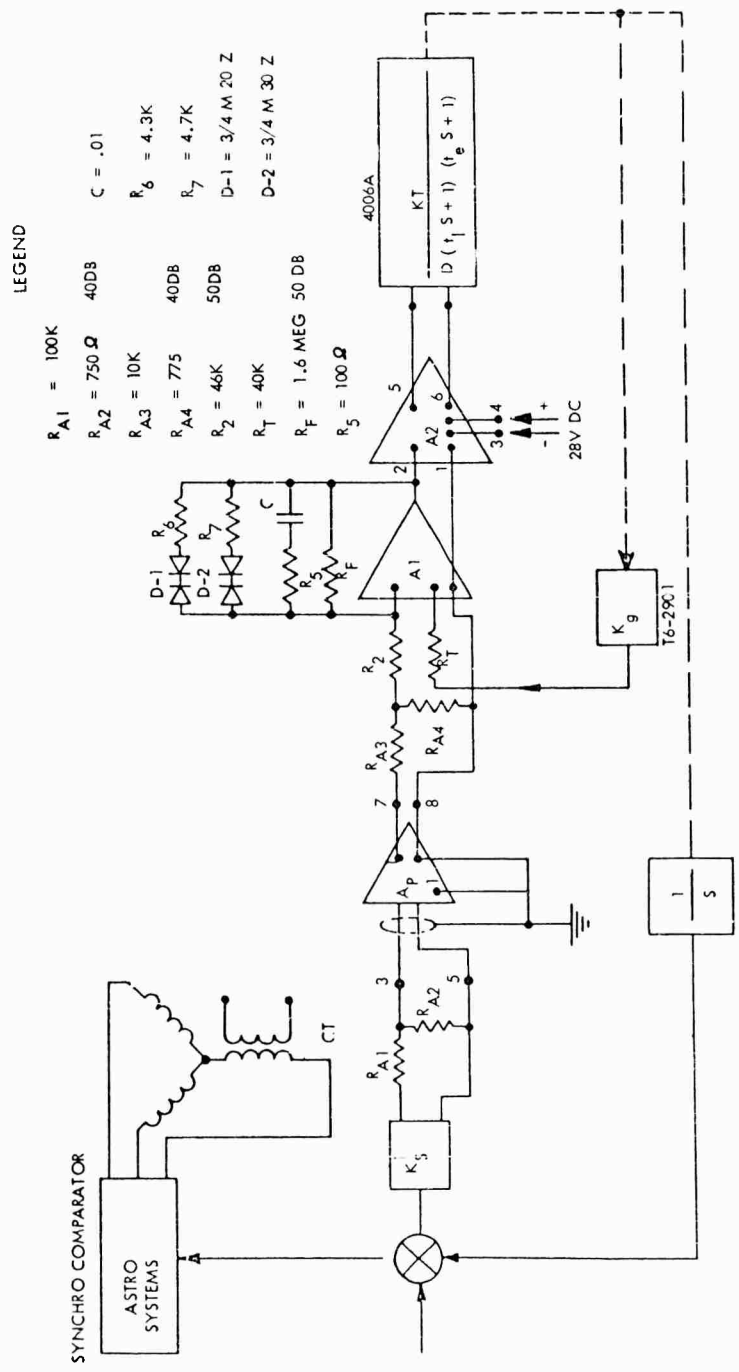 LEGEND
R_A1 = 100K
R_A2 = 750 Ω 40DB
R_A3 = 10K
R_A4 = 775 40DB
R_2 = 46K 50DB
R_T = 40K
R_F = 1.6 MEG 50 DB
R_5 = 100 Ω
C = .01
R_6 = 4.3K
R_7 = 4.7K
D-1 = 3/4 M 20 Z
D-2 = 3/4 M 30 Z
SYNCHRO COMPARATOR
ASTRO
SYSTEMS
CT
K_S
R_A1
R_A2
3
5
A_P
1
7
8
R_A3
R_A4
R_2
R_T
D-1
R_6
D-2
R_7
C
R_5
R_F
A1
2
1
A2
5
6
3
4
-
+
28V DC
4006A
KT
D (t_l S + 1) (t_e S + 1)
K_g
T6-2901
1
S